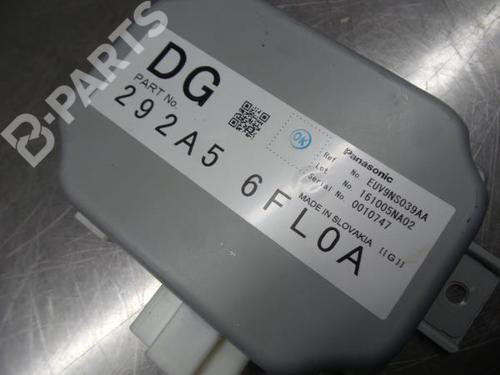 B-PARTS
DG
PART No.
292A5 6FL0A
OK
Panasonic
Ref No. EUV9NS039AA
Lot No. 161005NA02
Serial No. 0010747
MADE IN SLOVAKIA [[G]]